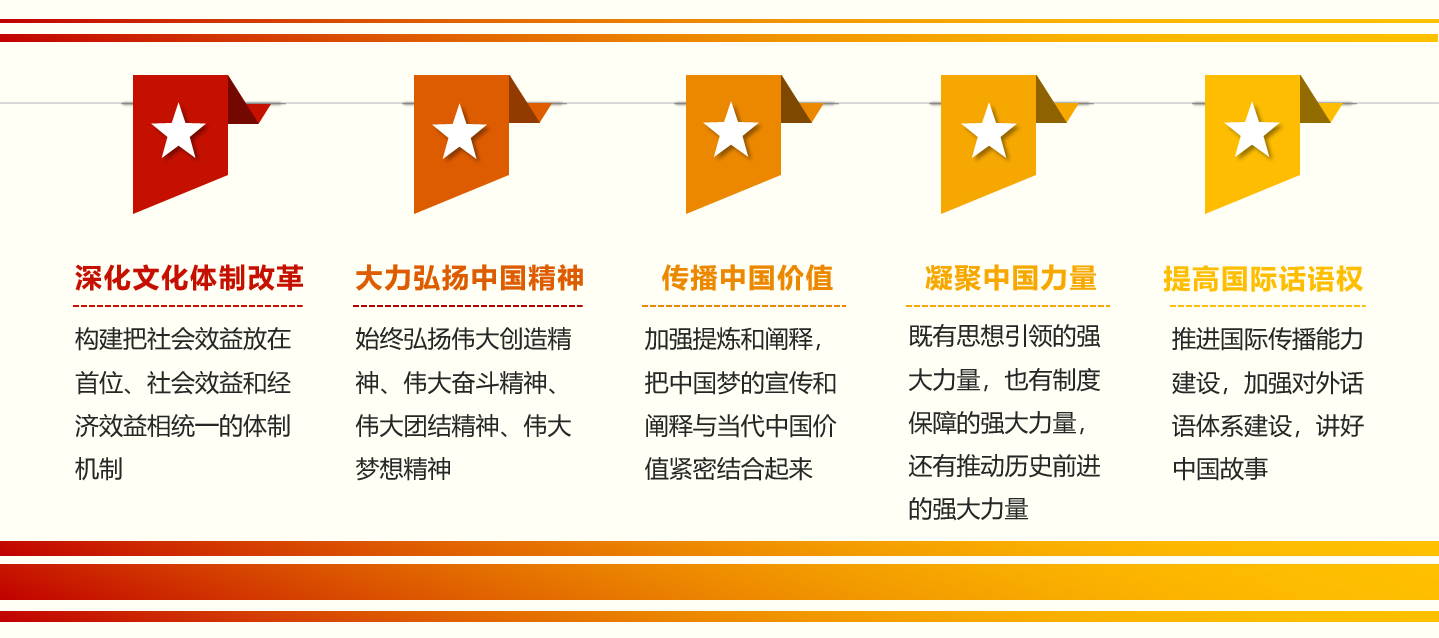 深化文化体制改革
构建把社会效益放在
首位、社会效益和经
济效益相统一的体制
机制
大力弘扬中国精神
始终弘扬伟大创造精
神、伟大奋斗精神、
伟大团结精神、伟大
梦想精神
传播中国价值
加强提炼和阐释，
把中国梦的宣传和
阐释与当代中国价
值紧密结合起来
凝聚中国力量
既有思想引领的强
大力量，也有制度
保障的强大力量，
还有推动历史前进
的强大力量
提高国际话语权
推进国际传播能力
建设，加强对外话
语体系建设，讲好
中国故事